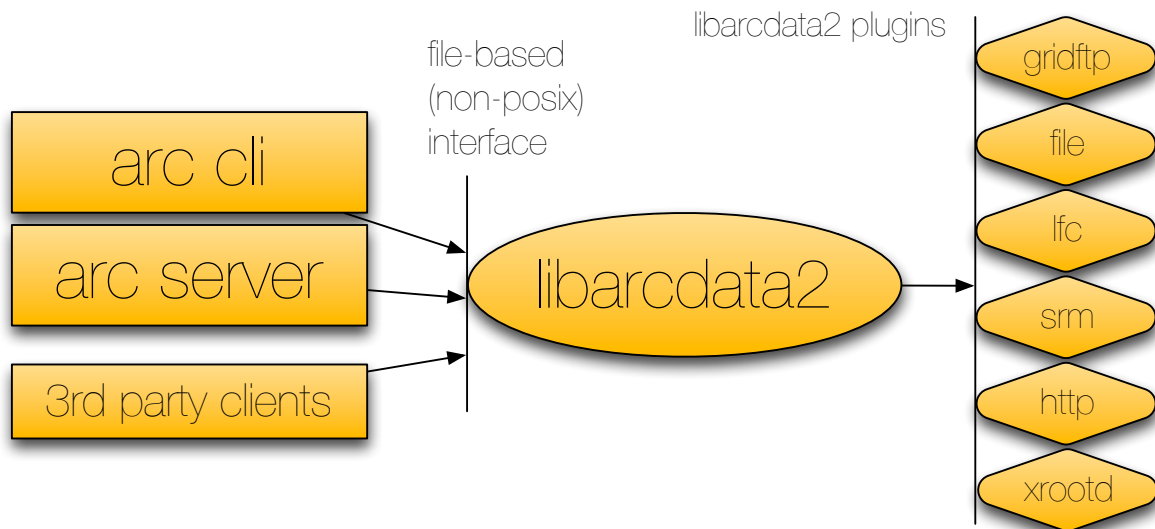 libarcdata2 plugins
file-based
(non-posix)
interface
arc cli
arc server
3rd party clients
libarcdata2
gridftp
file
lfc
srm
http
xrootd